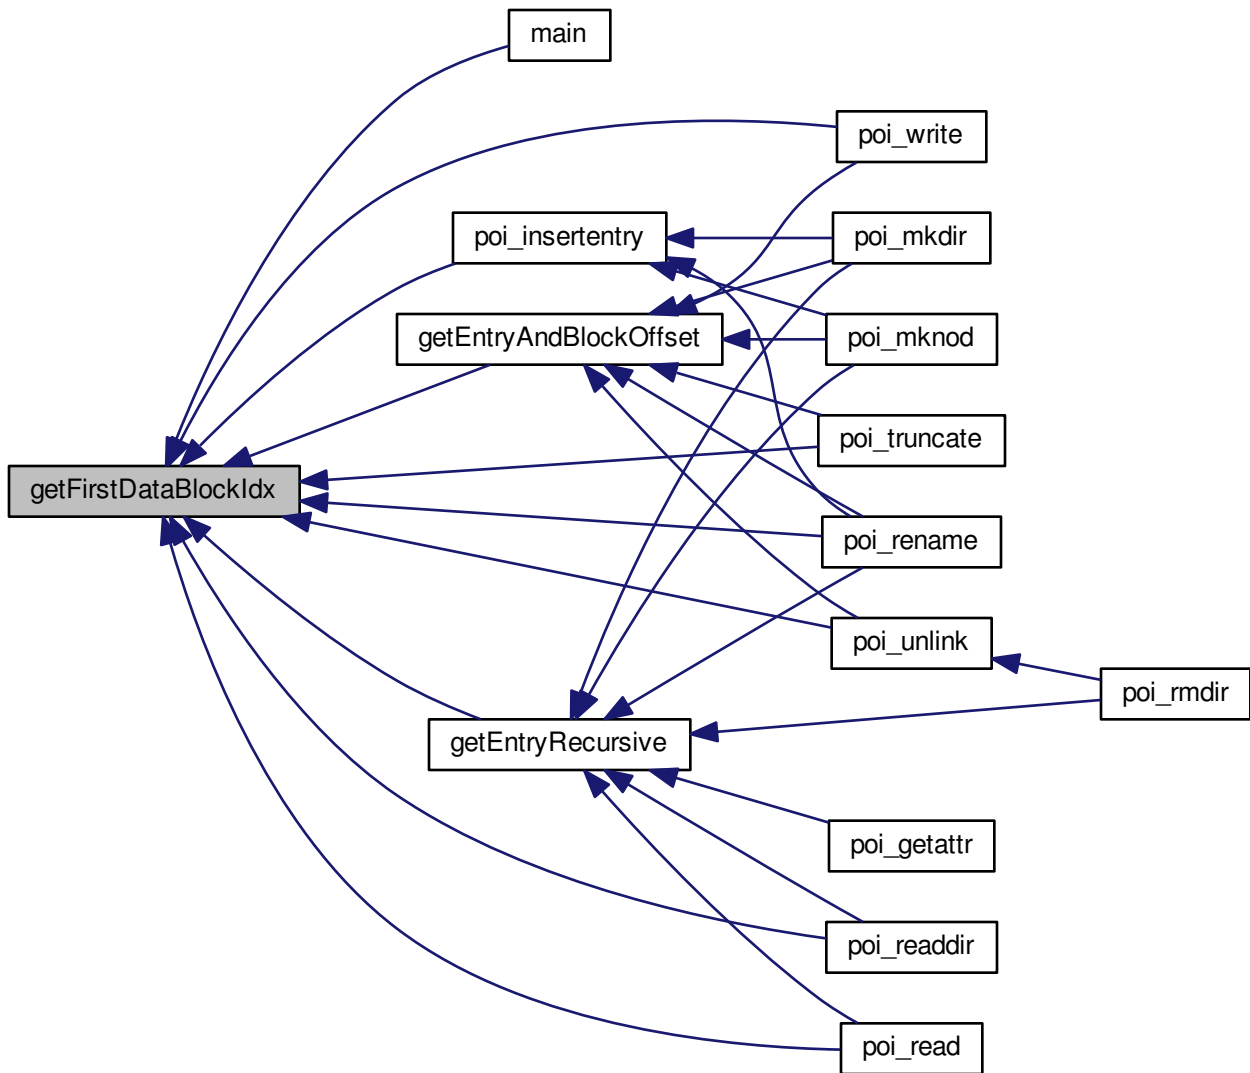 main
poi_write
poi_insertentry
poi_mkdir
getEntryAndBlockOffset
poi_mknod
poi_truncate
getFirstDataBlockIdx
poi_rename
poi_unlink
poi_rmdir
getEntryRecursive
poi_getattr
poi_readdir
poi_read